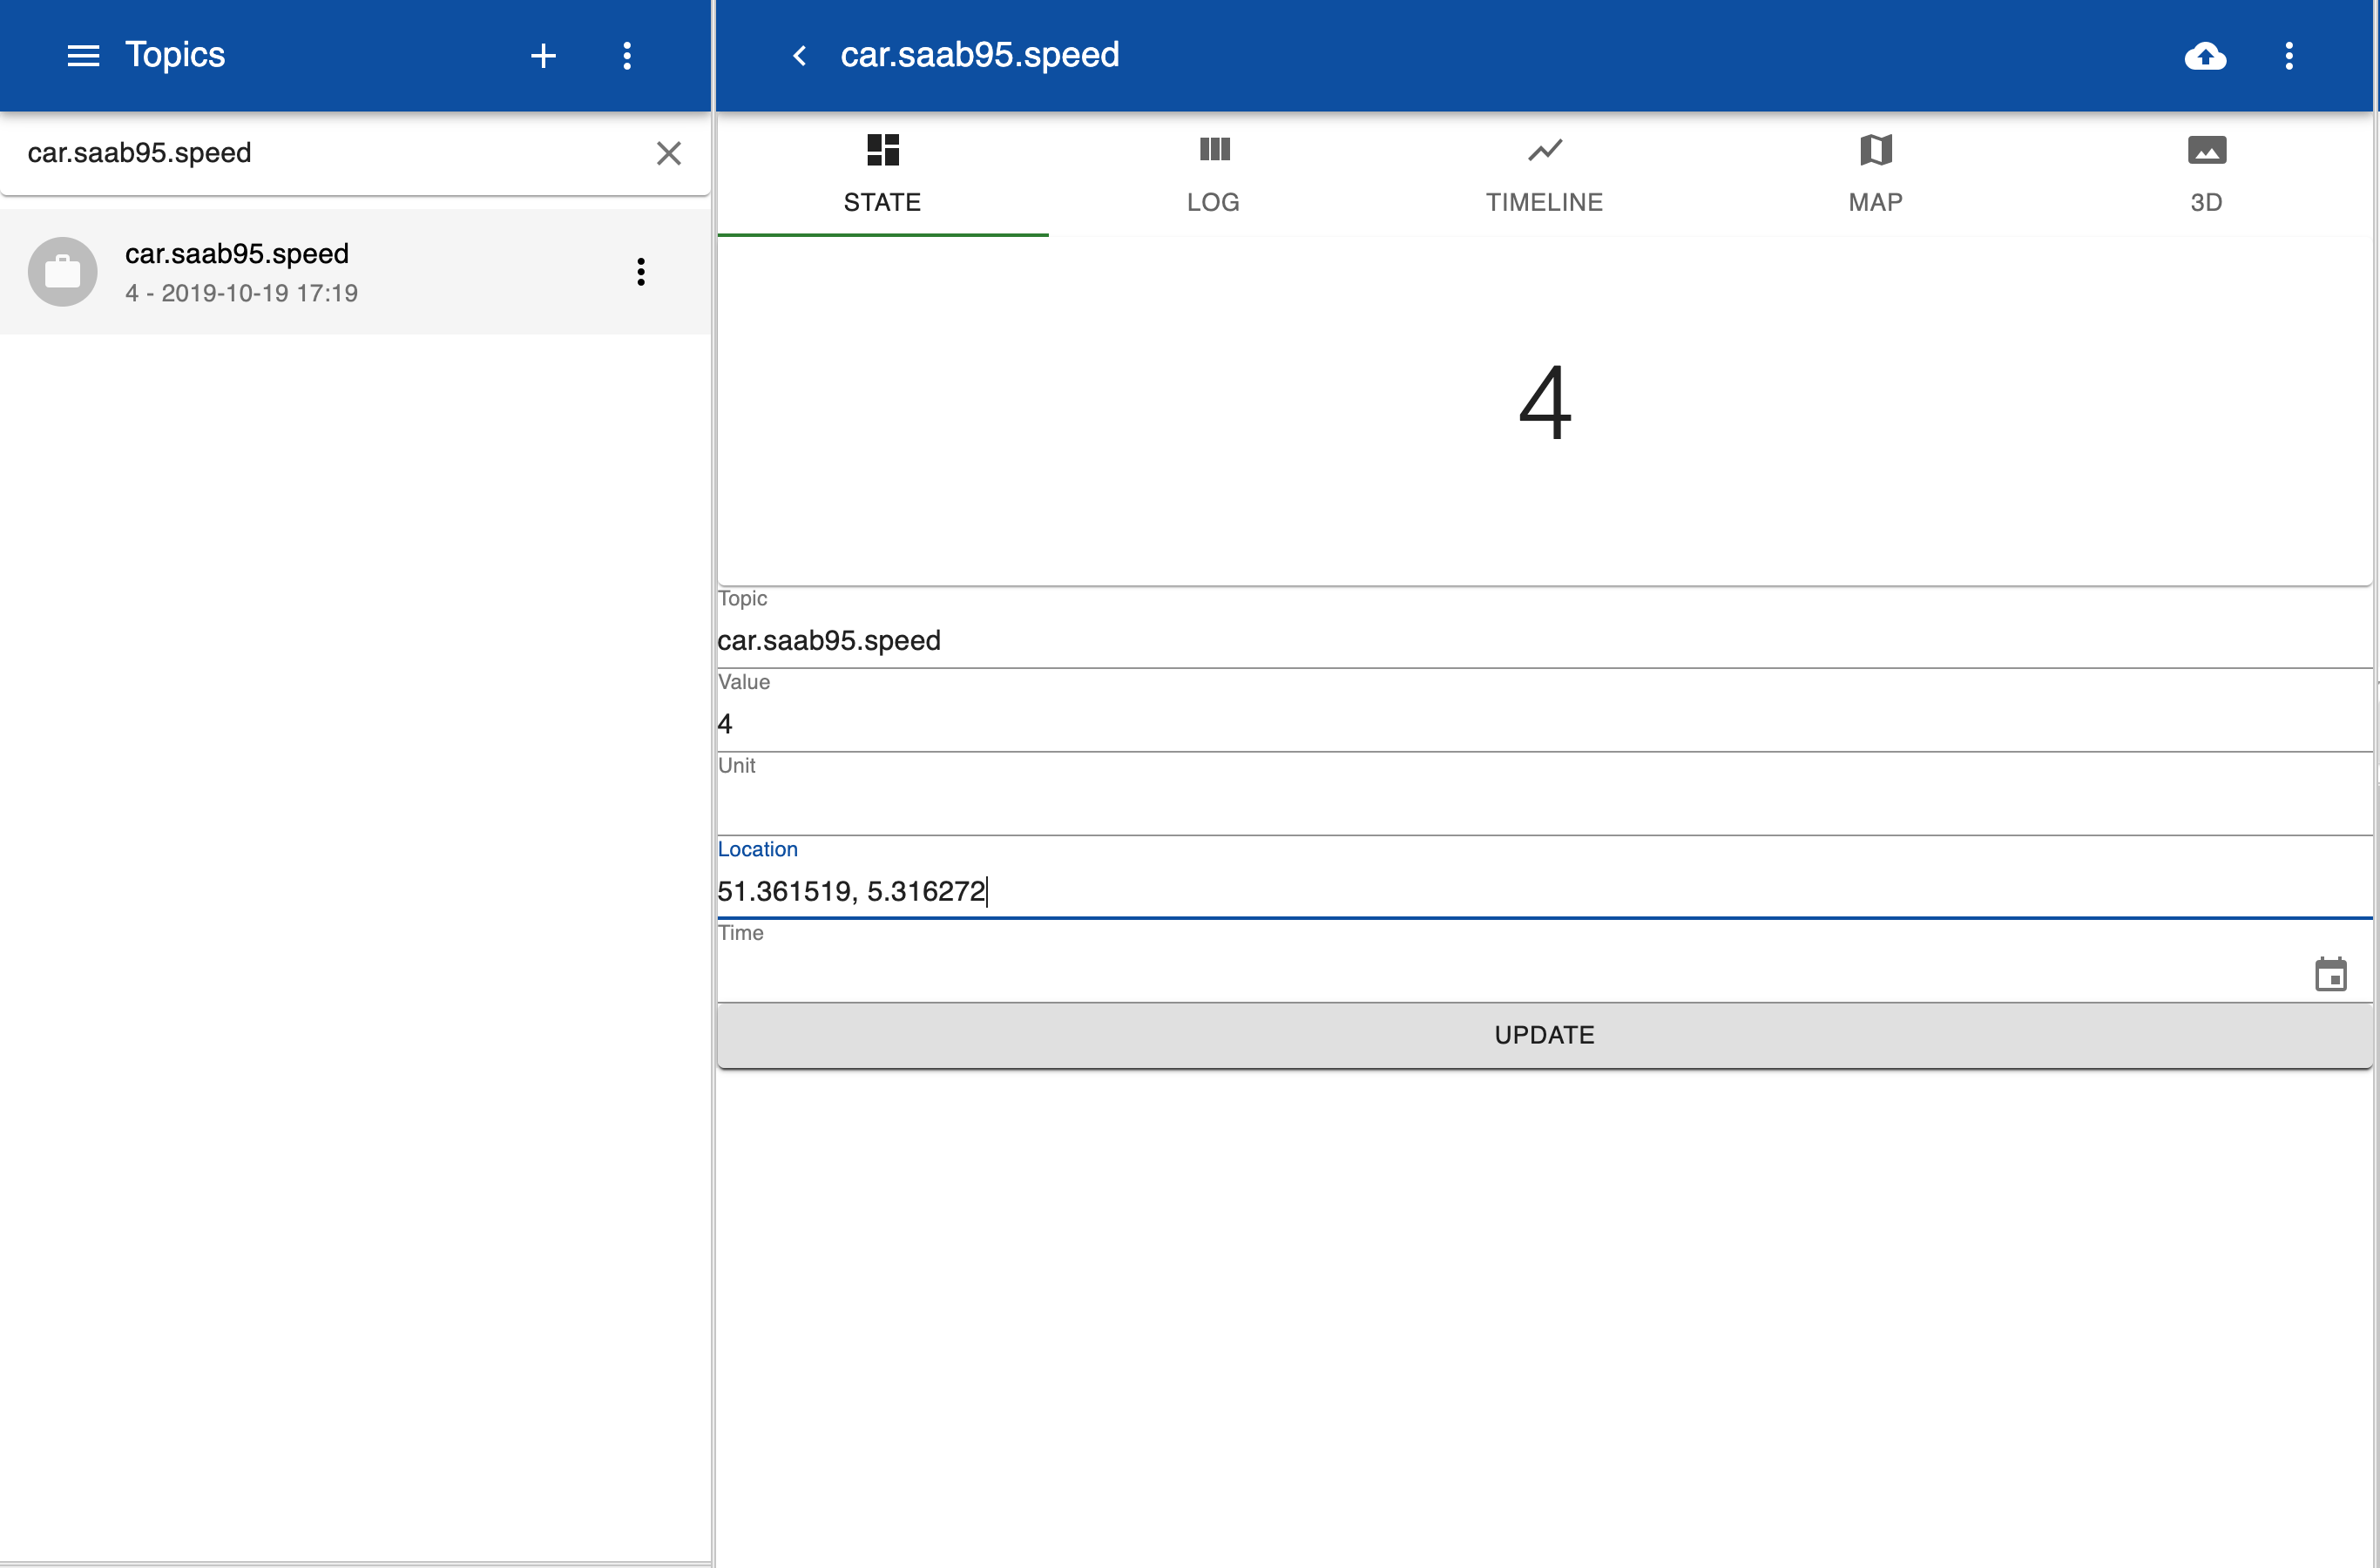 Topics
car.saab95.speed
car.saab95.speed
4 - 2019-10-19 17:19
car.saab95.speed
STATE
LOG
TIMELINE
MAP
3D
4
Topic
car.saab95.speed
Value
4
Unit
Location
51.361519, 5.316272
Time
UPDATE